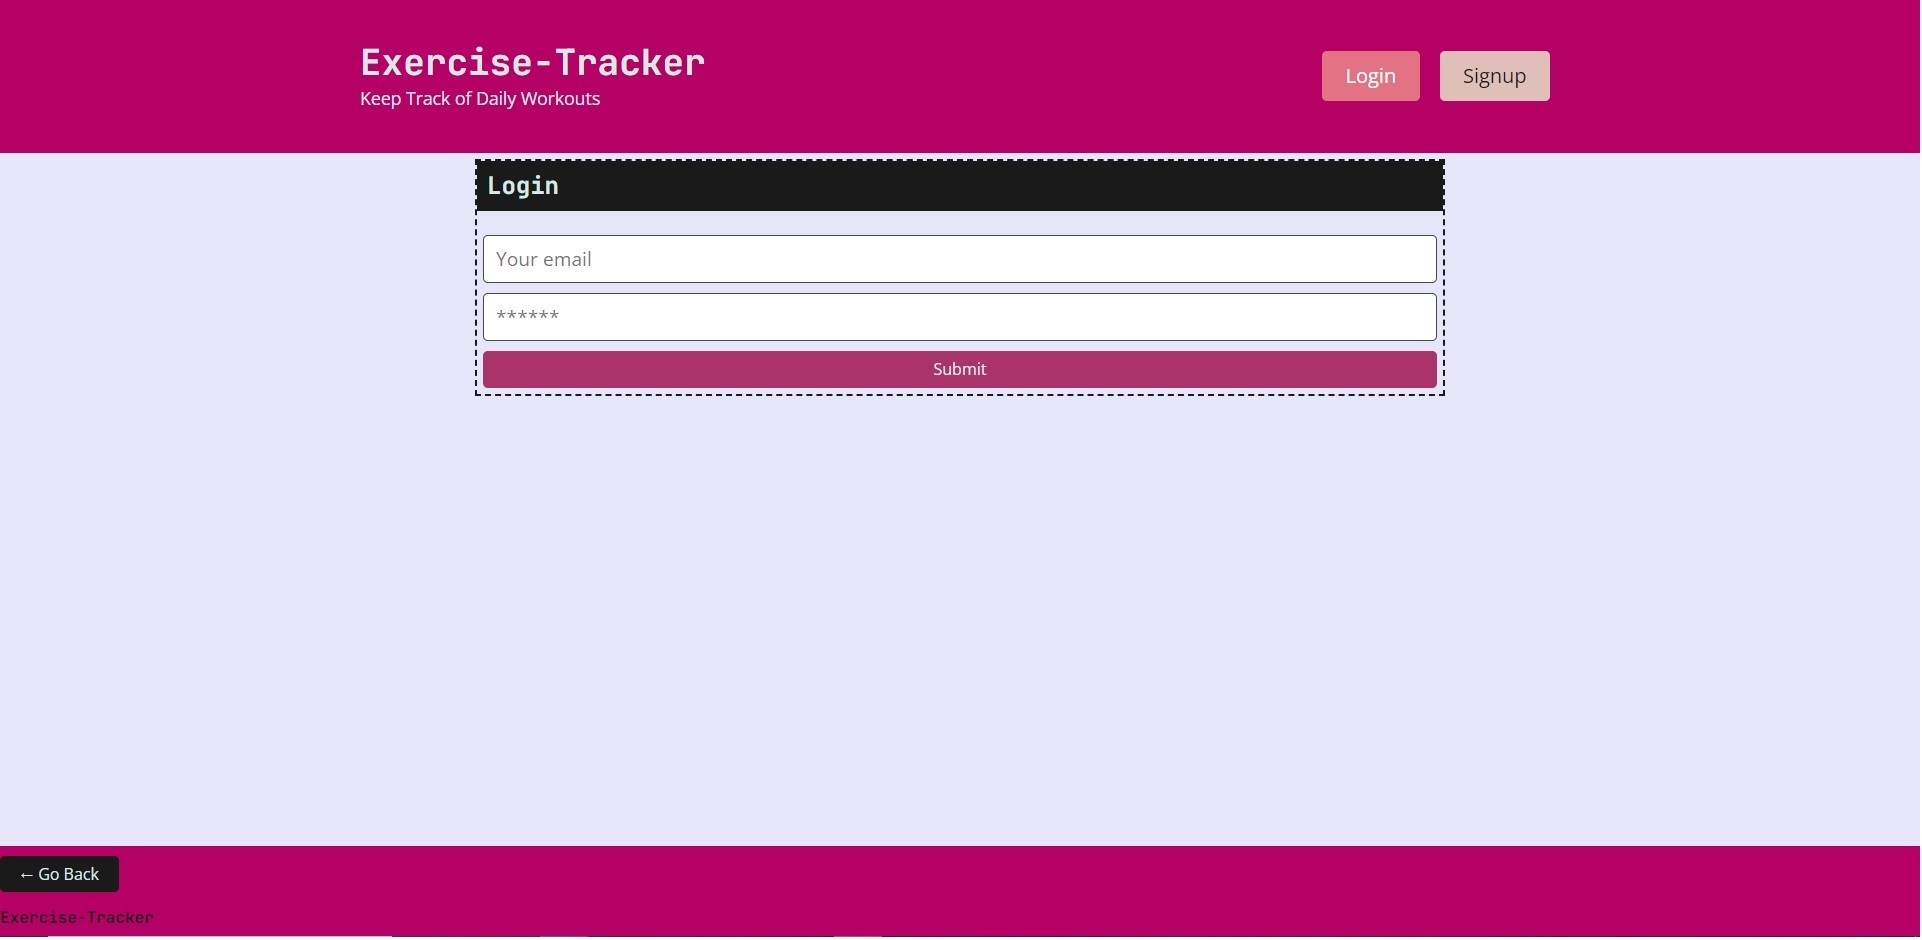 Exercise-Tracker
Keep Track of Daily Workouts
Login
Signup
Login
Your email
******
Submit
← Go Back
Exercise-Tracker